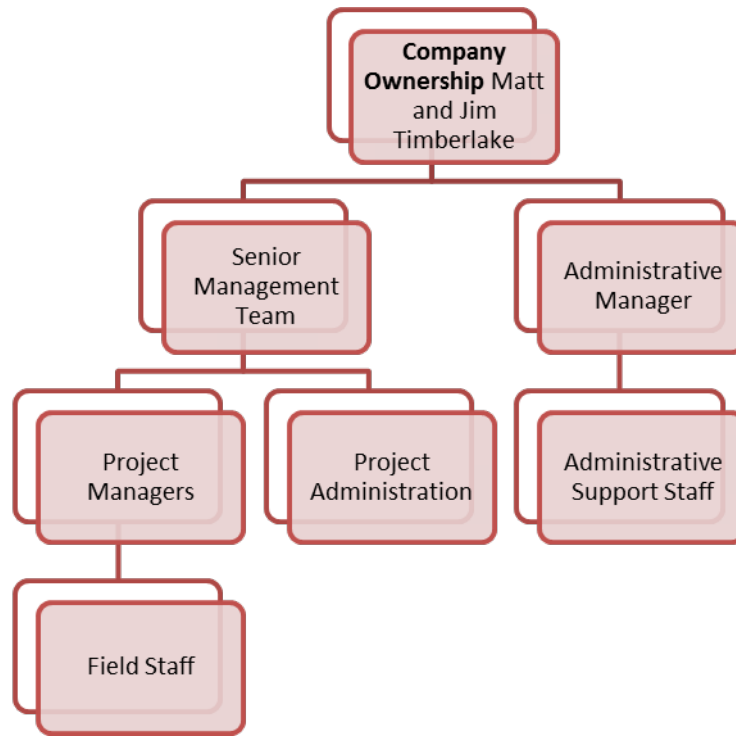 Company
Ownership Matt
and Jim
Timberlake
Senior
Management
Team
Administrative
Manager
Project
Managers
Project
Administration
Administrative
Support Staff
Field Staff